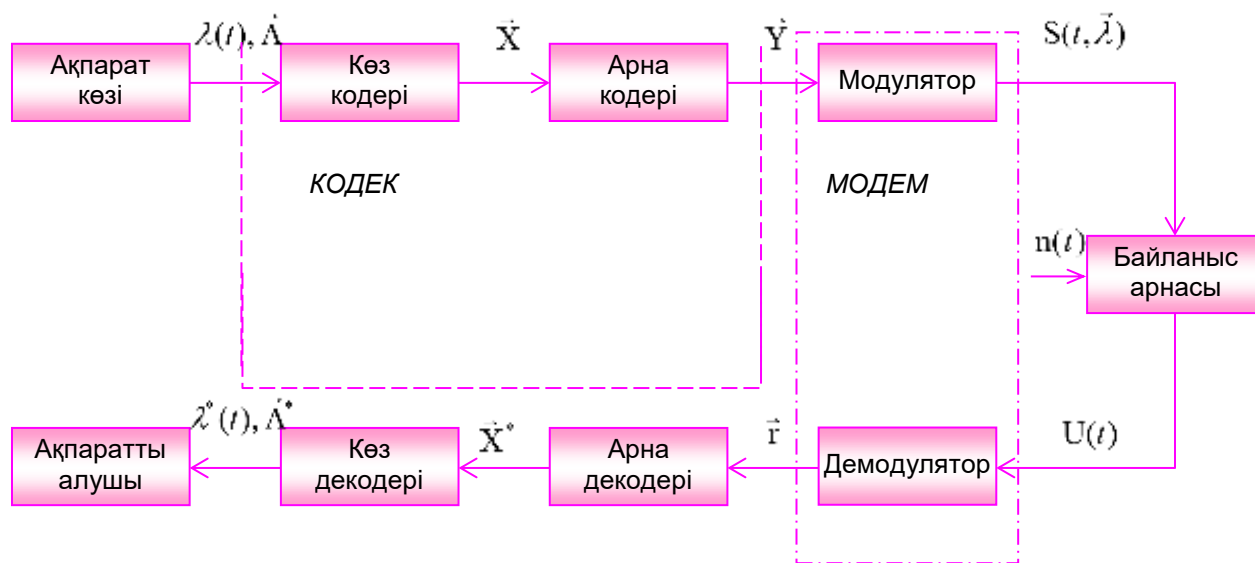 λ(t), Λ⃗
X⃗
Y⃗
S(t, λ⃗)
Ақпарат
көзі
Көз
кодері
Арна
кодері
Модулятор
КОДЕК
МОДЕМ
n(t)
Байланыс
арнасы
λ*(t), Λ⃗*
X⃗*
r⃗
U(t)
Ақпаратты
алушы
Көз
декодері
Арна
декодері
Демодулятор